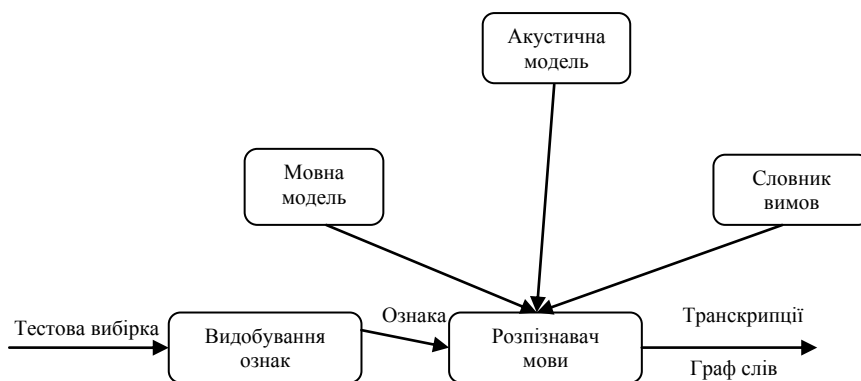 Акустична
модель
Мовна
модель
Словник
вимов
Тестова вибірка
Видобування
ознак
Ознака
Розпізнавач
мови
Транскрипції
Граф слів